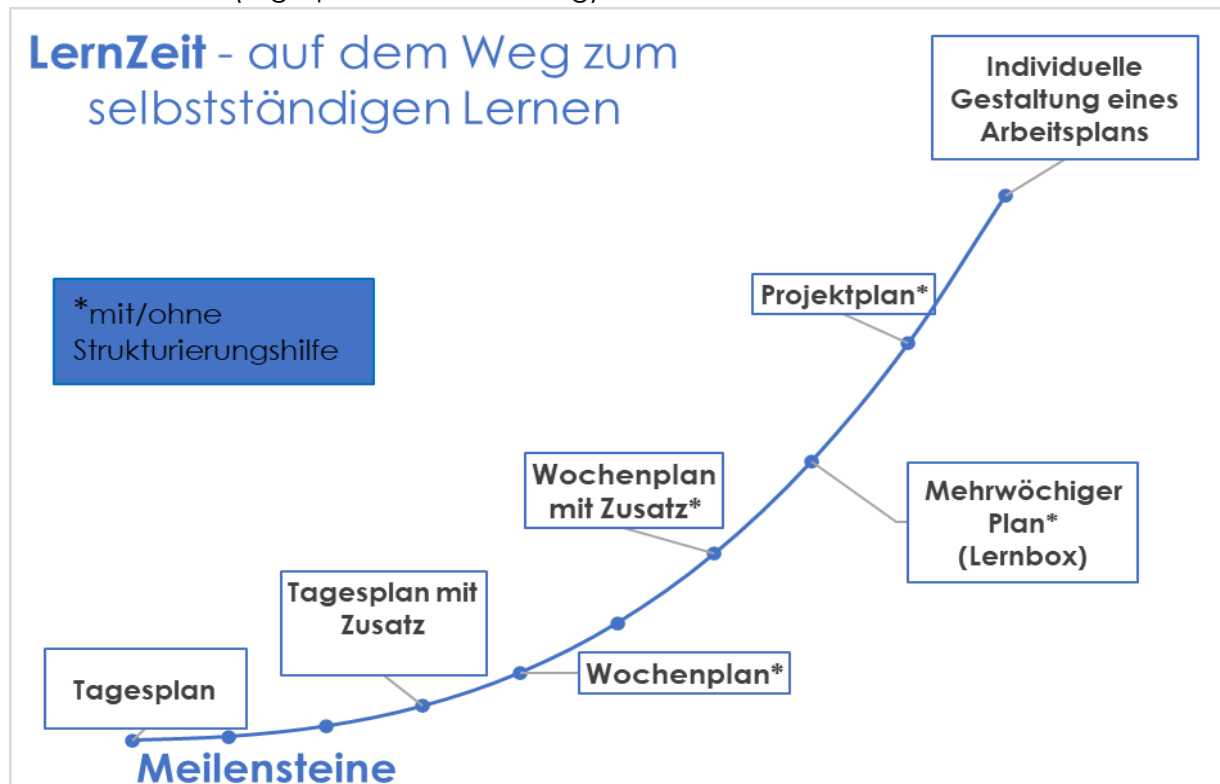 LernZeit - auf dem Weg zum
selbstständigen Lernen
Individuelle
Gestaltung eines
Arbeitsplans
*mit/ohne
Strukturierungshilfe
Projektplan*
Wochenplan
mit Zusatz*
Mehrwöchiger
Plan*
(Lernbox)
Tagesplan mit
Zusatz
Wochenplan*
Tagesplan
Meilensteine